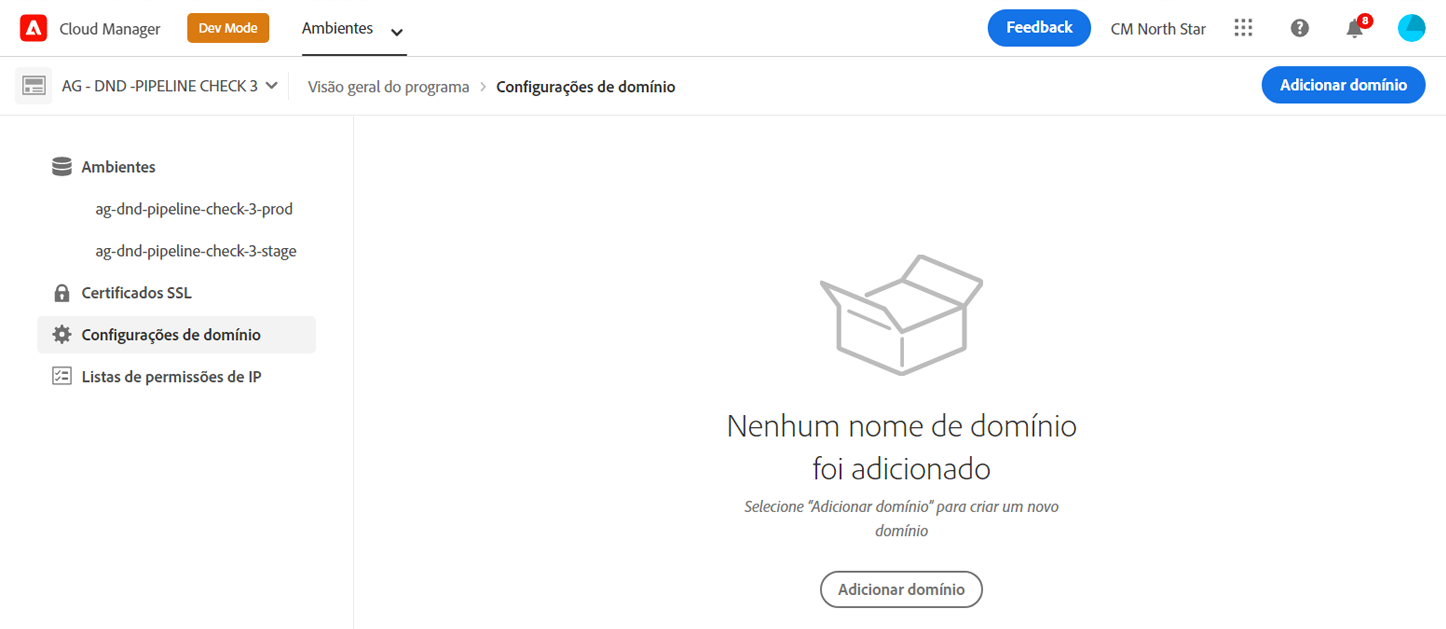 Cloud Manager
Dev Mode
Ambientes
Feedback
CM North Star
8
AG - DND -PIPELINE CHECK 3
Visão geral do programa
Configurações de domínio
Adicionar domínio
Ambientes
ag-dnd-pipeline-check-3-prod
ag-dnd-pipeline-check-3-stage
Certificados SSL
Configurações de domínio
Listas de permissões de IP
Nenhum nome de domínio
foi adicionado
Selecione "Adicionar domínio" para criar um novo
domínio
Adicionar domínio